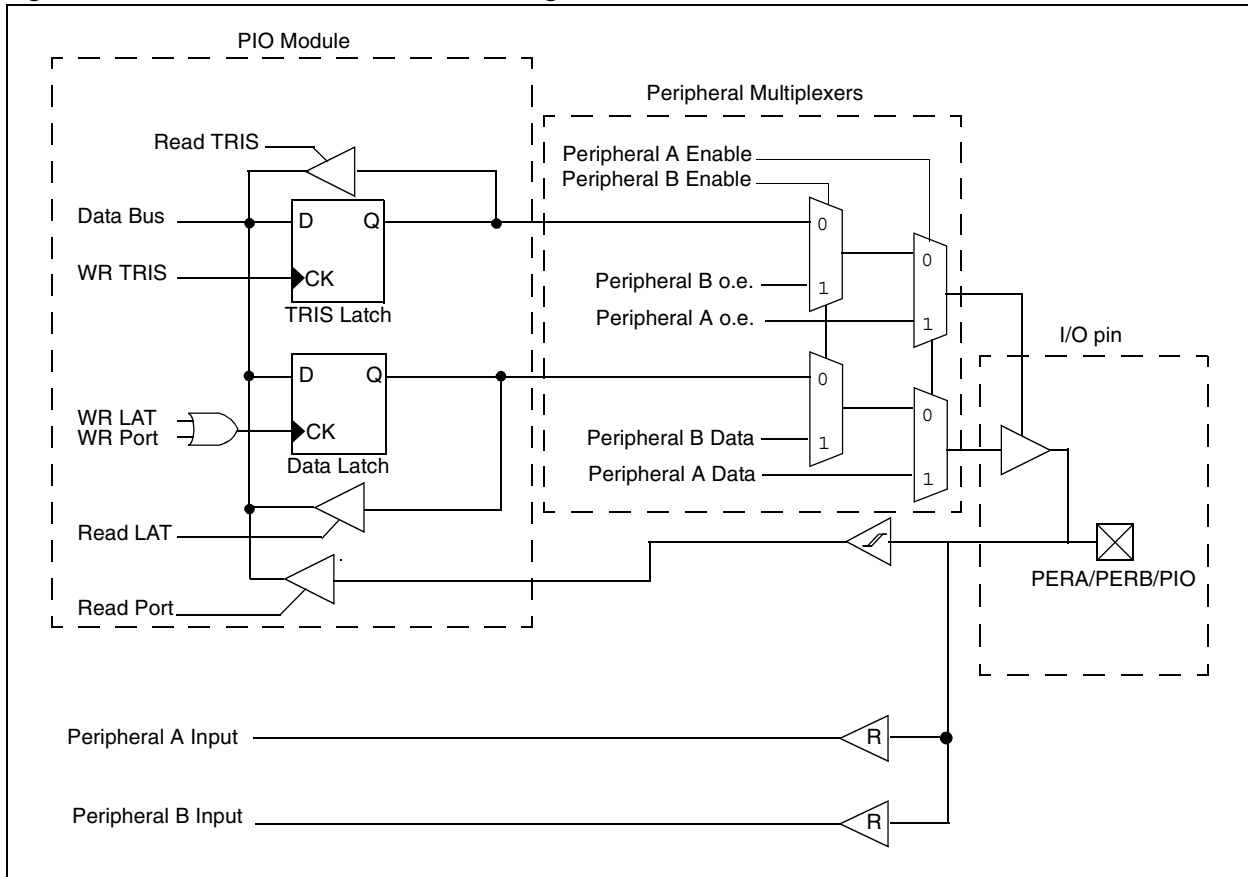 PIO Module
Peripheral Multiplexers
Read TRIS
Peripheral A Enable
Peripheral B Enable
Data Bus
D
Q
0
WR TRIS
CK
0
Peripheral B o.e.
1
TRIS Latch
Peripheral A o.e.
1
I/O pin
D
Q
0
WR LAT
WR Port
CK
0
Peripheral B Data
1
Data Latch
Peripheral A Data
1
Read LAT
PERA/PERB/PIO
Read Port
Peripheral A Input
R
Peripheral B Input
R